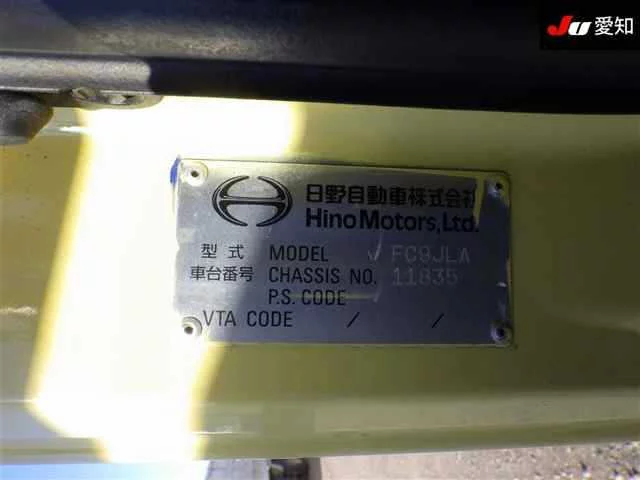 JU 愛知
日野自動車株式会社
Hino Motors, Ltd.
型式 MODEL FC9JLA
車台番号 CHASSIS NO. 11835
P.S. CODE
VTA CODE / /